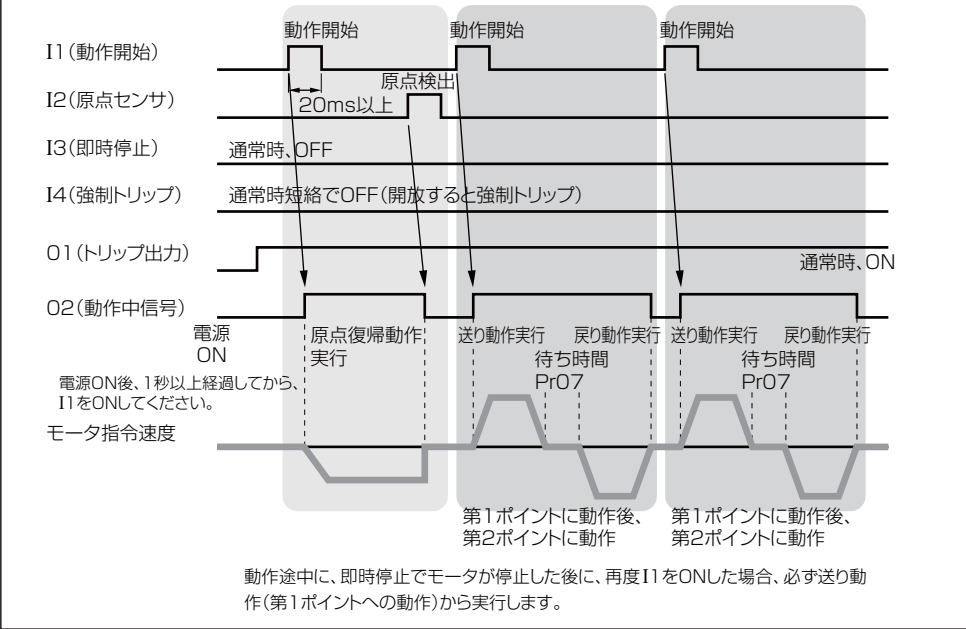 動作開始
動作開始
動作開始
I1(動作開始)
原点検出
I2(原点センサ)
20ms以上
I3(即時停止)
通常時、OFF
I4(強制トリップ)
通常時短絡でOFF(開放すると強制トリップ)
O1(トリップ出力)
通常時、ON
O2(動作中信号)
電源
ON
原点復帰動作
実行
送り動作実行
戻り動作実行
待ち時間
Pr07
送り動作実行
戻り動作実行
待ち時間
Pr07
電源ON後、1秒以上経過してから、
I1をONしてください。
モータ指令速度
第1ポイントに動作後、
第2ポイントに動作
第1ポイントに動作後、
第2ポイントに動作
動作途中に、即時停止でモータが停止した後に、再度I1をONした場合、必ず送り動
作(第1ポイントへの動作)から実行します。